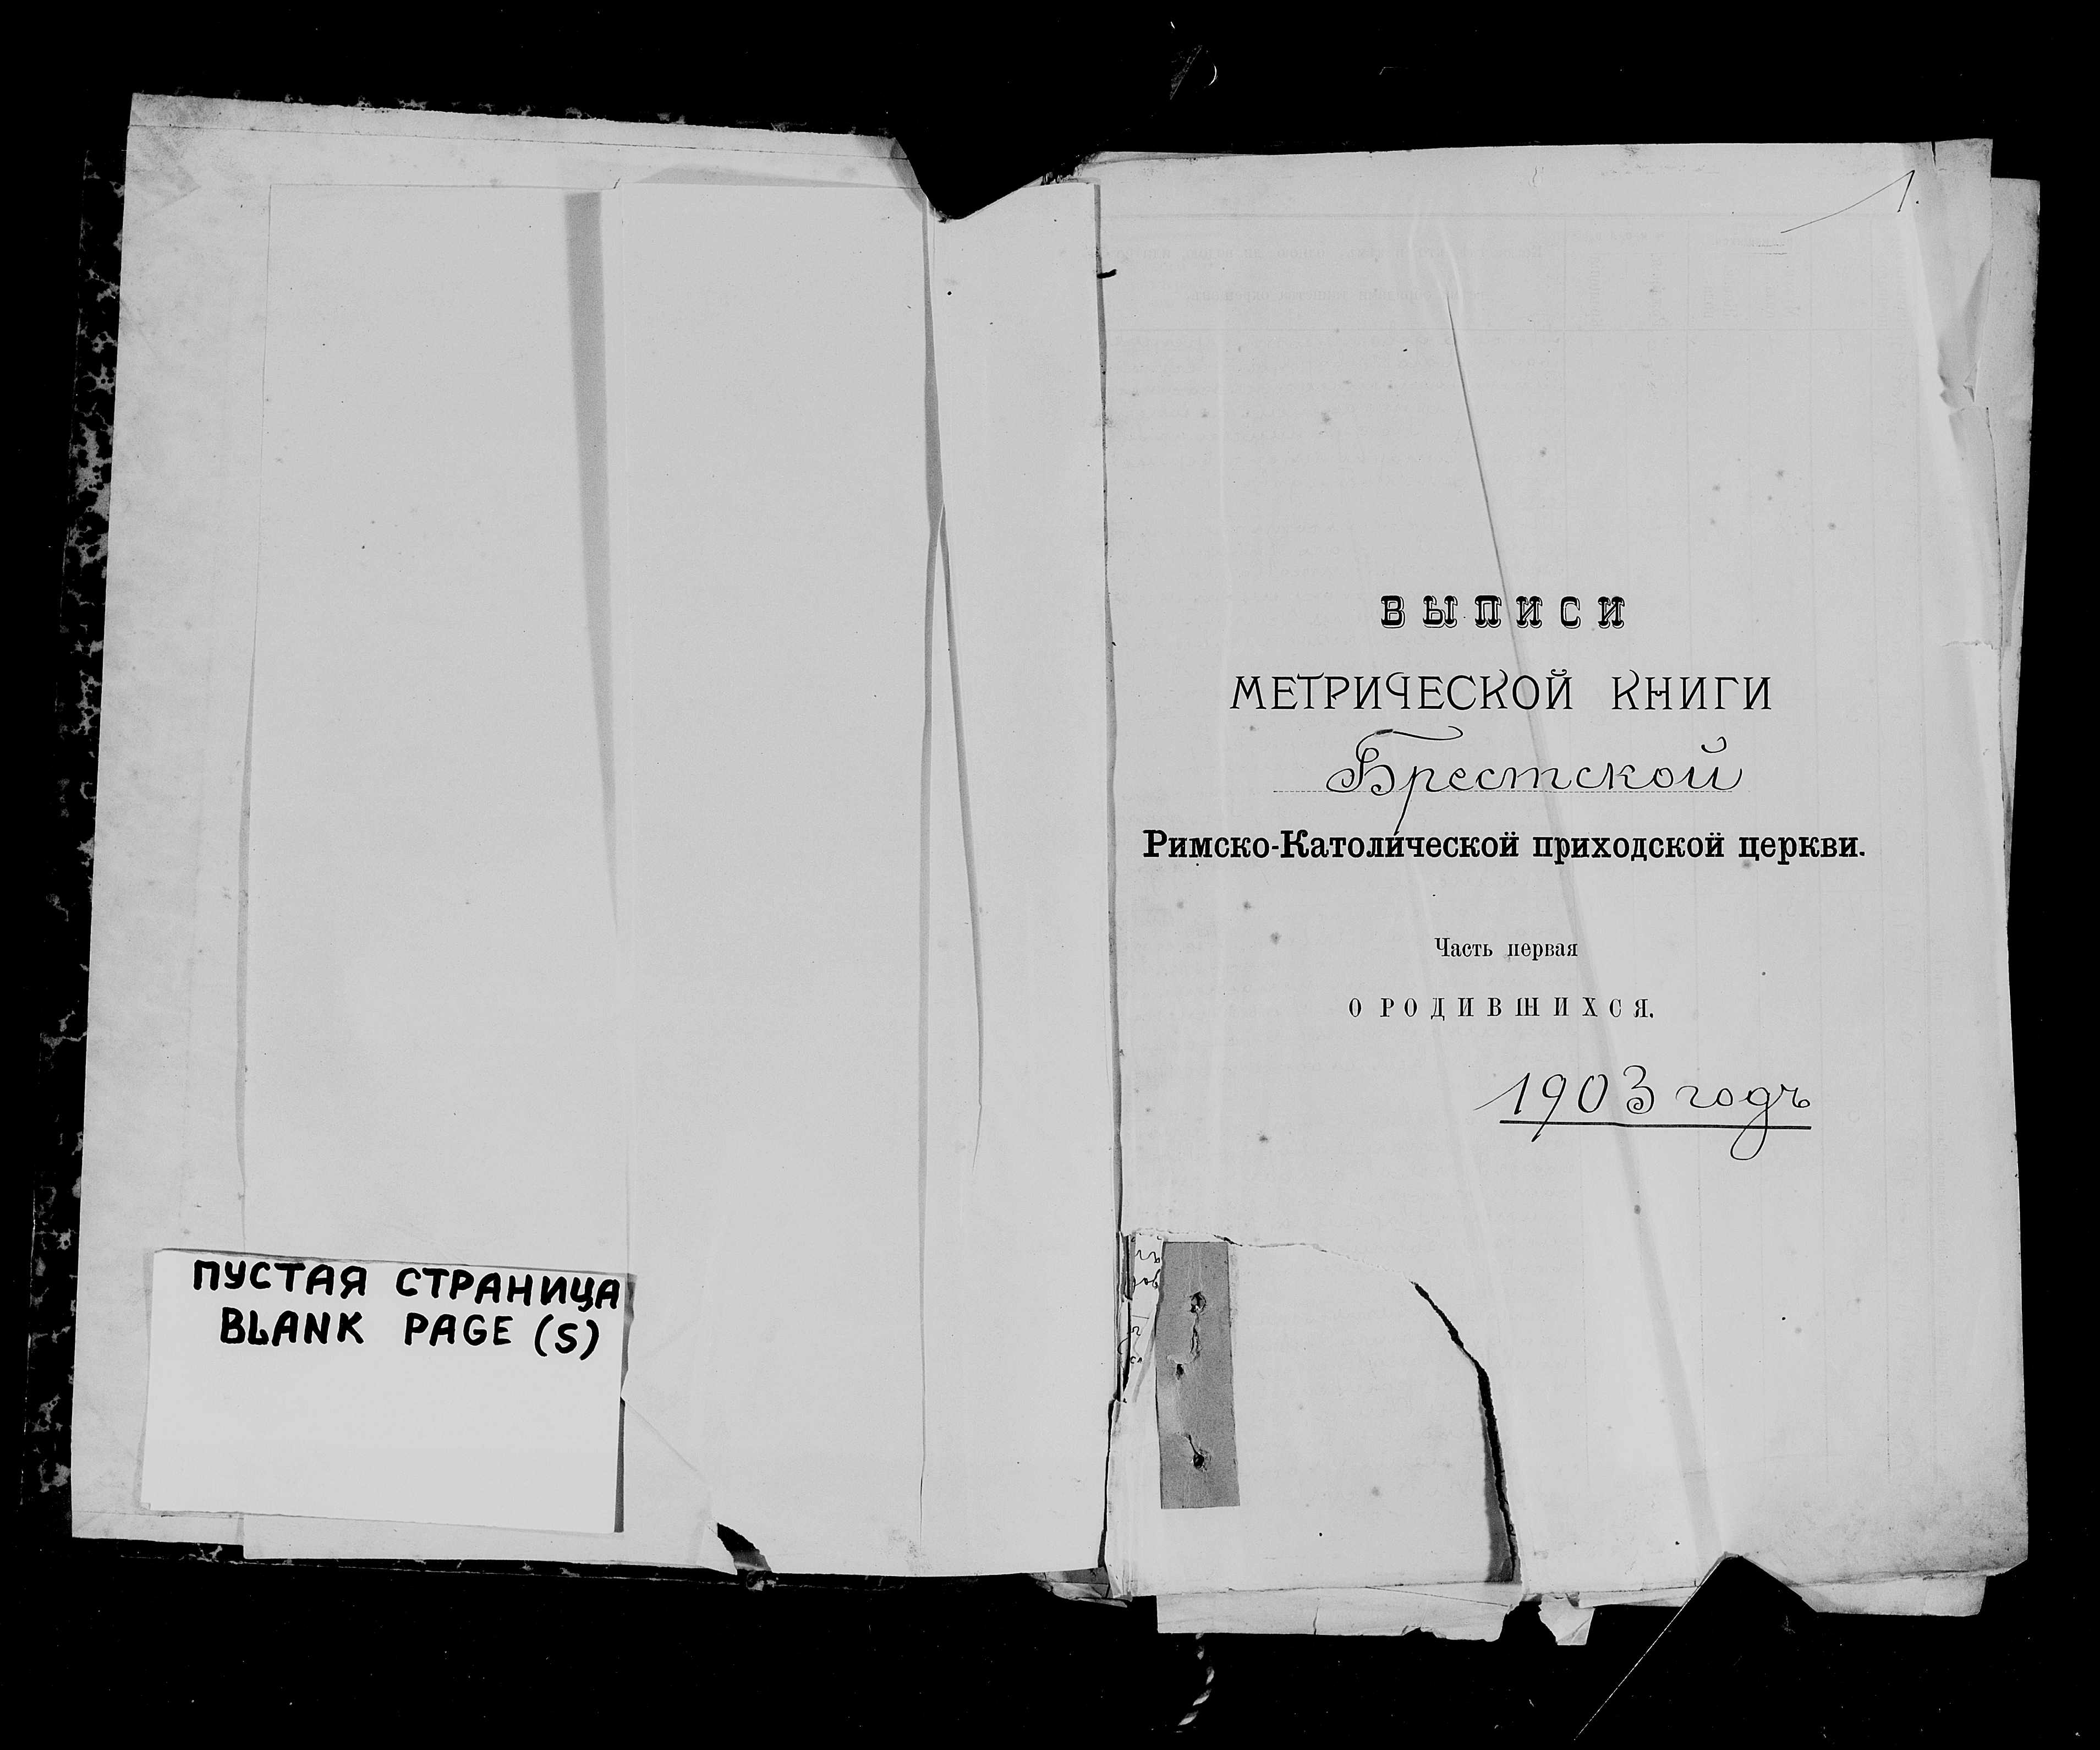 ПУСТАЯ СТРАНИЦА
BLANK PAGE (S)
1.
ВЫПИСИ
МЕТРИЧЕСКОЙ КНИГИ
Брестской
Римско-Католической приходской церкви.
Часть первая
О РОДИВШИХСЯ.
1903 годъ